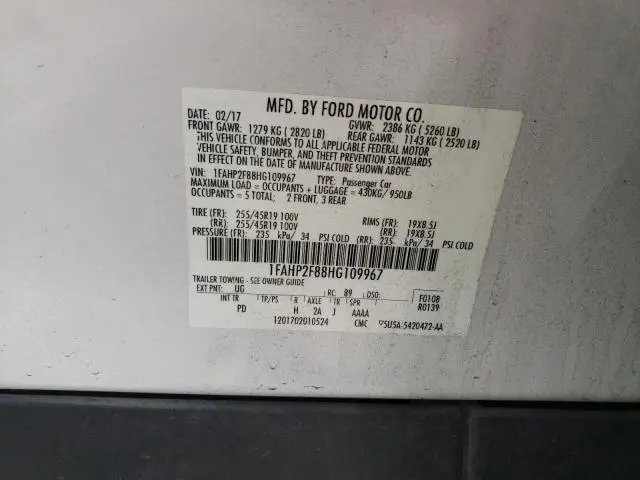 MFD. BY FORD MOTOR CO.
DATE: 02/17 GVWR: 2386 KG ( 5260 LB)
FRONT GAWR: 1279 KG ( 2820 LB) REAR GAWR: 1143 KG ( 2520 LB)
THIS VEHICLE CONFORMS TO ALL APPLICABLE FEDERAL MOTOR
VEHICLE SAFETY, BUMPER, AND THEFT PREVENTION STANDARDS
IN EFFECT ON THE DATE OF MANUFACTURE SHOWN ABOVE.
VIN: 1FAHP2F88HG109967 TYPE: Passenger Car
MAXIMUM LOAD = OCCUPANTS + LUGGAGE = 430KG/ 950LB
OCCUPANTS = 5 TOTAL; 2 FRONT, 3 REAR
TIRE (FR): 255/45R19 100V RIMS (FR): 19X8.5J
(RR): 255/45R19 100V (RR): 19X8.5J
PRESSURE (FR): 235 kPa/ 34 PSI COLD (RR): 235 kPa/ 34 PSI COLD
1FAHP2F88HG109967
TRAILER TOWING - SEE OWNER GUIDE
EXT PNT: UG RC: 89 DSO: F0108
R0139
INT TR TP/PS R AXLE TR SPR
PD H 2A J AAAA
1201702010524 CMC 5U5A-5420472-AA